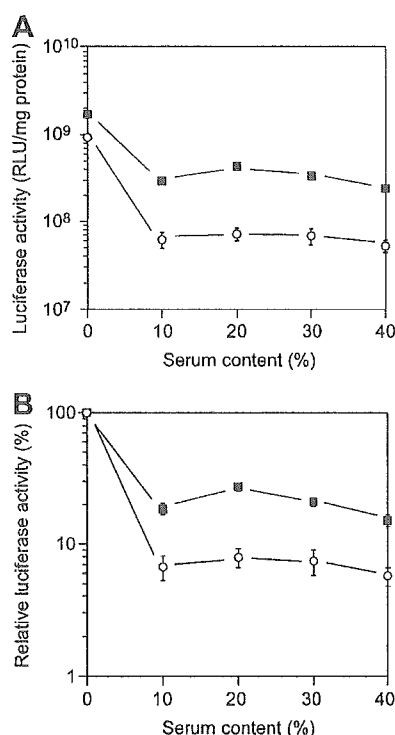 A
Luciferase activity (RLU/mg protein)
10^10
10^9
10^8
10^7
0 10 20 30 40
Serum content (%)
B
Relative luciferase activity (%)
100
10
1
0 10 20 30 40
Serum content (%)